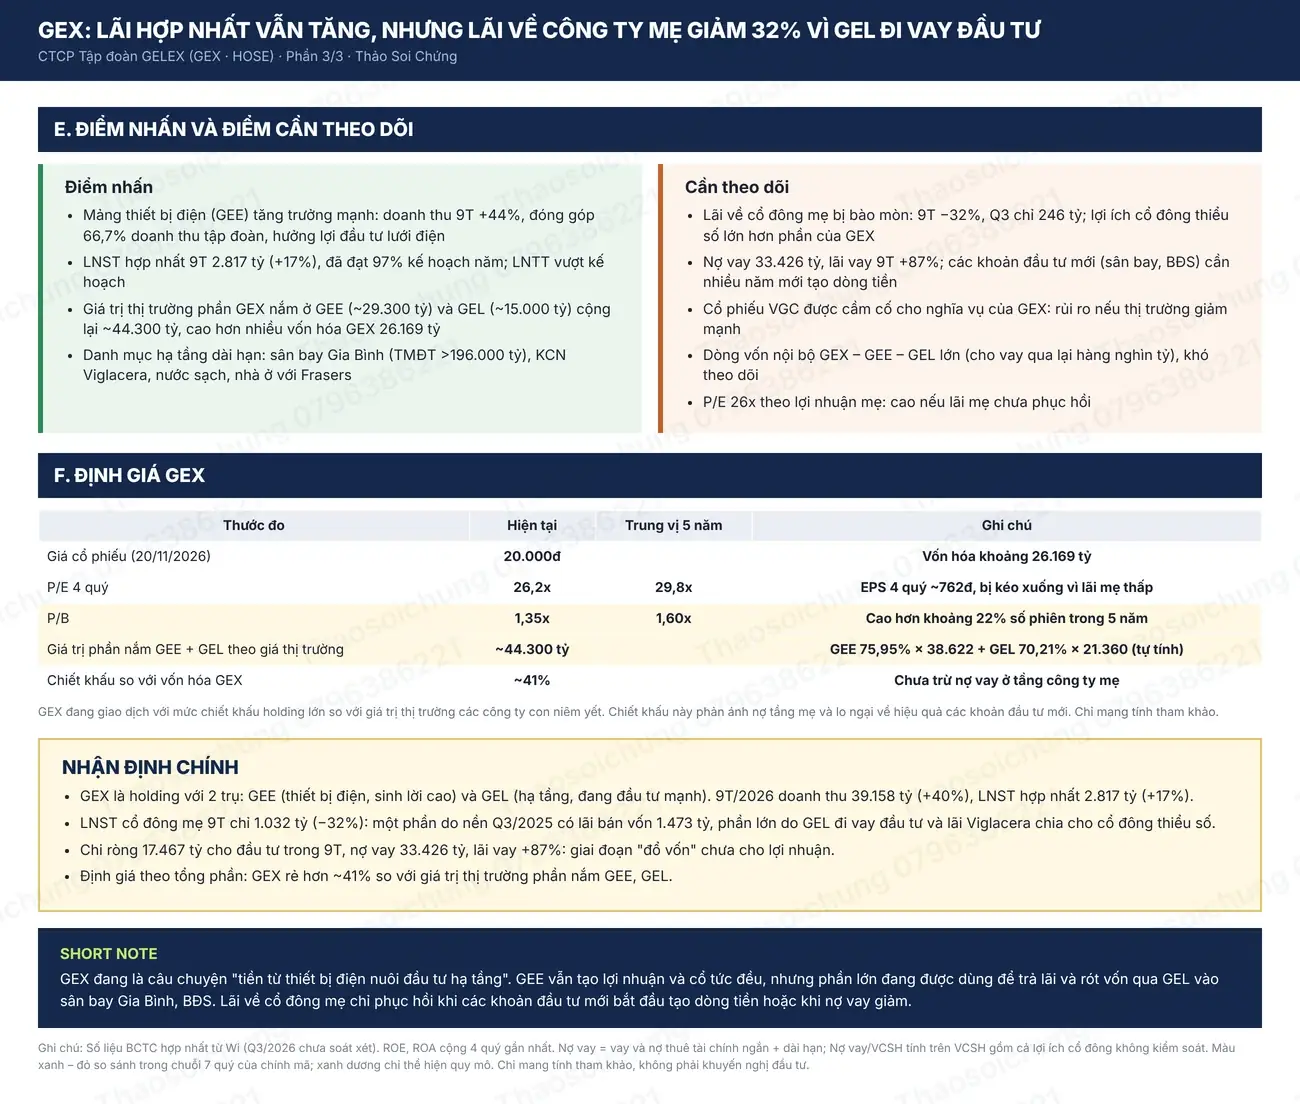 GEX: LÃI HỢP NHẤT VẪN TĂNG, NHƯNG LÃI VỀ CÔNG TY MẸ GIẢM 32% VÌ GEL ĐI VAY ĐẦU TƯ
CTCP Tập đoàn GELEX (GEX · HOSE) · Phần 3/3 · Thảo Soi Chứng
E. ĐIỂM NHẤN VÀ ĐIỂM CẦN THEO DÕI
Điểm nhấn
• Mảng thiết bị điện (GEE) tăng trưởng mạnh: doanh thu 9T +44%, đóng góp
66,7% doanh thu tập đoàn, hưởng lợi đầu tư lưới điện
• LNST hợp nhất 9T 2.817 tỷ (+17%), đã đạt 97% kế hoạch năm; LNTT vượt kế
hoạch
• Giá trị thị trường phần GEX nắm ở GEE (~29.300 tỷ) và GEL (~15.000 tỷ) cộng
lại ~44.300 tỷ, cao hơn nhiều vốn hóa GEX 26.169 tỷ
• Danh mục hạ tầng dài hạn: sân bay Gia Bình (TMĐT >196.000 tỷ), KCN
Viglacera, nước sạch, nhà ở với Frasers
Cần theo dõi
• Lãi về cổ đông mẹ bị bào mòn: 9T −32%, Q3 chỉ 246 tỷ; lợi ích cổ đông thiểu
số lớn hơn phần của GEX
• Nợ vay 33.426 tỷ, lãi vay 9T +87%; các khoản đầu tư mới (sân bay, BĐS) cần
nhiều năm mới tạo dòng tiền
• Cổ phiếu VGC được cầm cố cho nghĩa vụ của GEX: rủi ro nếu thị trường giảm
mạnh
• Dòng vốn nội bộ GEX – GEE – GEL lớn (cho vay qua lại hàng nghìn tỷ), khó
theo dõi
• P/E 26x theo lợi nhuận mẹ: cao nếu lãi mẹ chưa phục hồi
F. ĐỊNH GIÁ GEX
Thước đo Hiện tại Trung vị 5 năm Ghi chú
Giá cổ phiếu (20/11/2026) 20.000đ Vốn hóa khoảng 26.169 tỷ
P/E 4 quý 26,2x 29,8x EPS 4 quý ~762đ, bị kéo xuống vì lãi mẹ thấp
P/B 1,35x 1,60x Cao hơn khoảng 22% số phiên trong 5 năm
Giá trị phần nắm GEE + GEL theo giá thị trường ~44.300 tỷ GEE 75,95% × 38.622 + GEL 70,21% × 21.360 (tự tính)
Chiết khấu so với vốn hóa GEX ~41% Chưa trừ nợ vay ở tầng công ty mẹ
GEX đang giao dịch với mức chiết khấu holding lớn so với giá trị thị trường các công ty con niêm yết. Chiết khấu này phản ánh nợ tầng mẹ và lo ngại về hiệu quả các khoản đầu tư mới. Chỉ mang tính tham khảo.
NHẬN ĐỊNH CHÍNH
• GEX là holding với 2 trụ: GEE (thiết bị điện, sinh lời cao) và GEL (hạ tầng, đang đầu tư mạnh). 9T/2026 doanh thu 39.158 tỷ (+40%), LNST hợp nhất 2.817 tỷ (+17%).
• LNST cổ đông mẹ 9T chỉ 1.032 tỷ (−32%): một phần do nền Q3/2025 có lãi bán vốn 1.473 tỷ, phần lớn do GEL đi vay đầu tư và lãi Viglacera chia cho cổ đông thiểu số.
• Chi ròng 17.467 tỷ cho đầu tư trong 9T, nợ vay 33.426 tỷ, lãi vay +87%: giai đoạn "đổ vốn" chưa cho lợi nhuận.
• Định giá theo tổng phần: GEX rẻ hơn ~41% so với giá trị thị trường phần nắm GEE, GEL.
SHORT NOTE
GEX đang là câu chuyện "tiền từ thiết bị điện nuôi đầu tư hạ tầng". GEE vẫn tạo lợi nhuận và cổ tức đều, nhưng phần lớn đang được dùng để trả lãi và rót vốn qua GEL vào
sân bay Gia Bình, BĐS. Lãi về cổ đông mẹ chỉ phục hồi khi các khoản đầu tư mới bắt đầu tạo dòng tiền hoặc khi nợ vay giảm.
Ghi chú: Số liệu BCTC hợp nhất từ Wi (Q3/2026 chưa soát xét). ROE, ROA cộng 4 quý gần nhất. Nợ vay = vay và nợ thuê tài chính ngắn + dài hạn; Nợ vay/VCSH tính trên VCSH gồm cả lợi ích cổ đông không kiểm soát. Màu
xanh – đỏ so sánh trong chuỗi 7 quý của chính mã; xanh dương chỉ thể hiện quy mô. Chỉ mang tính tham khảo, không phải khuyến nghị đầu tư.
Thaosoichung 0796386221